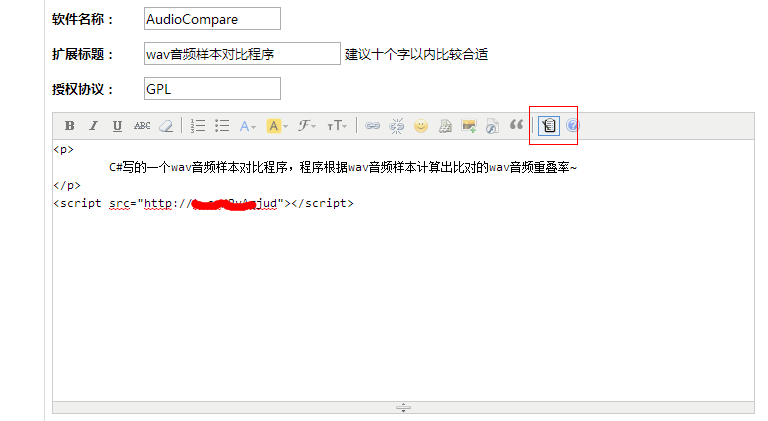 软件名称： AudioCompare
扩展标题： wav音频样本对比程序 建议十个字以内比较合适
授权协议： GPL
B I U ABC A A ℱ тT
<p>
C#写的一个wav音频样本对比程序，程序根据wav音频样本计算出比对的wav音频重叠率~
</p>
<script src="http://jud"></script>